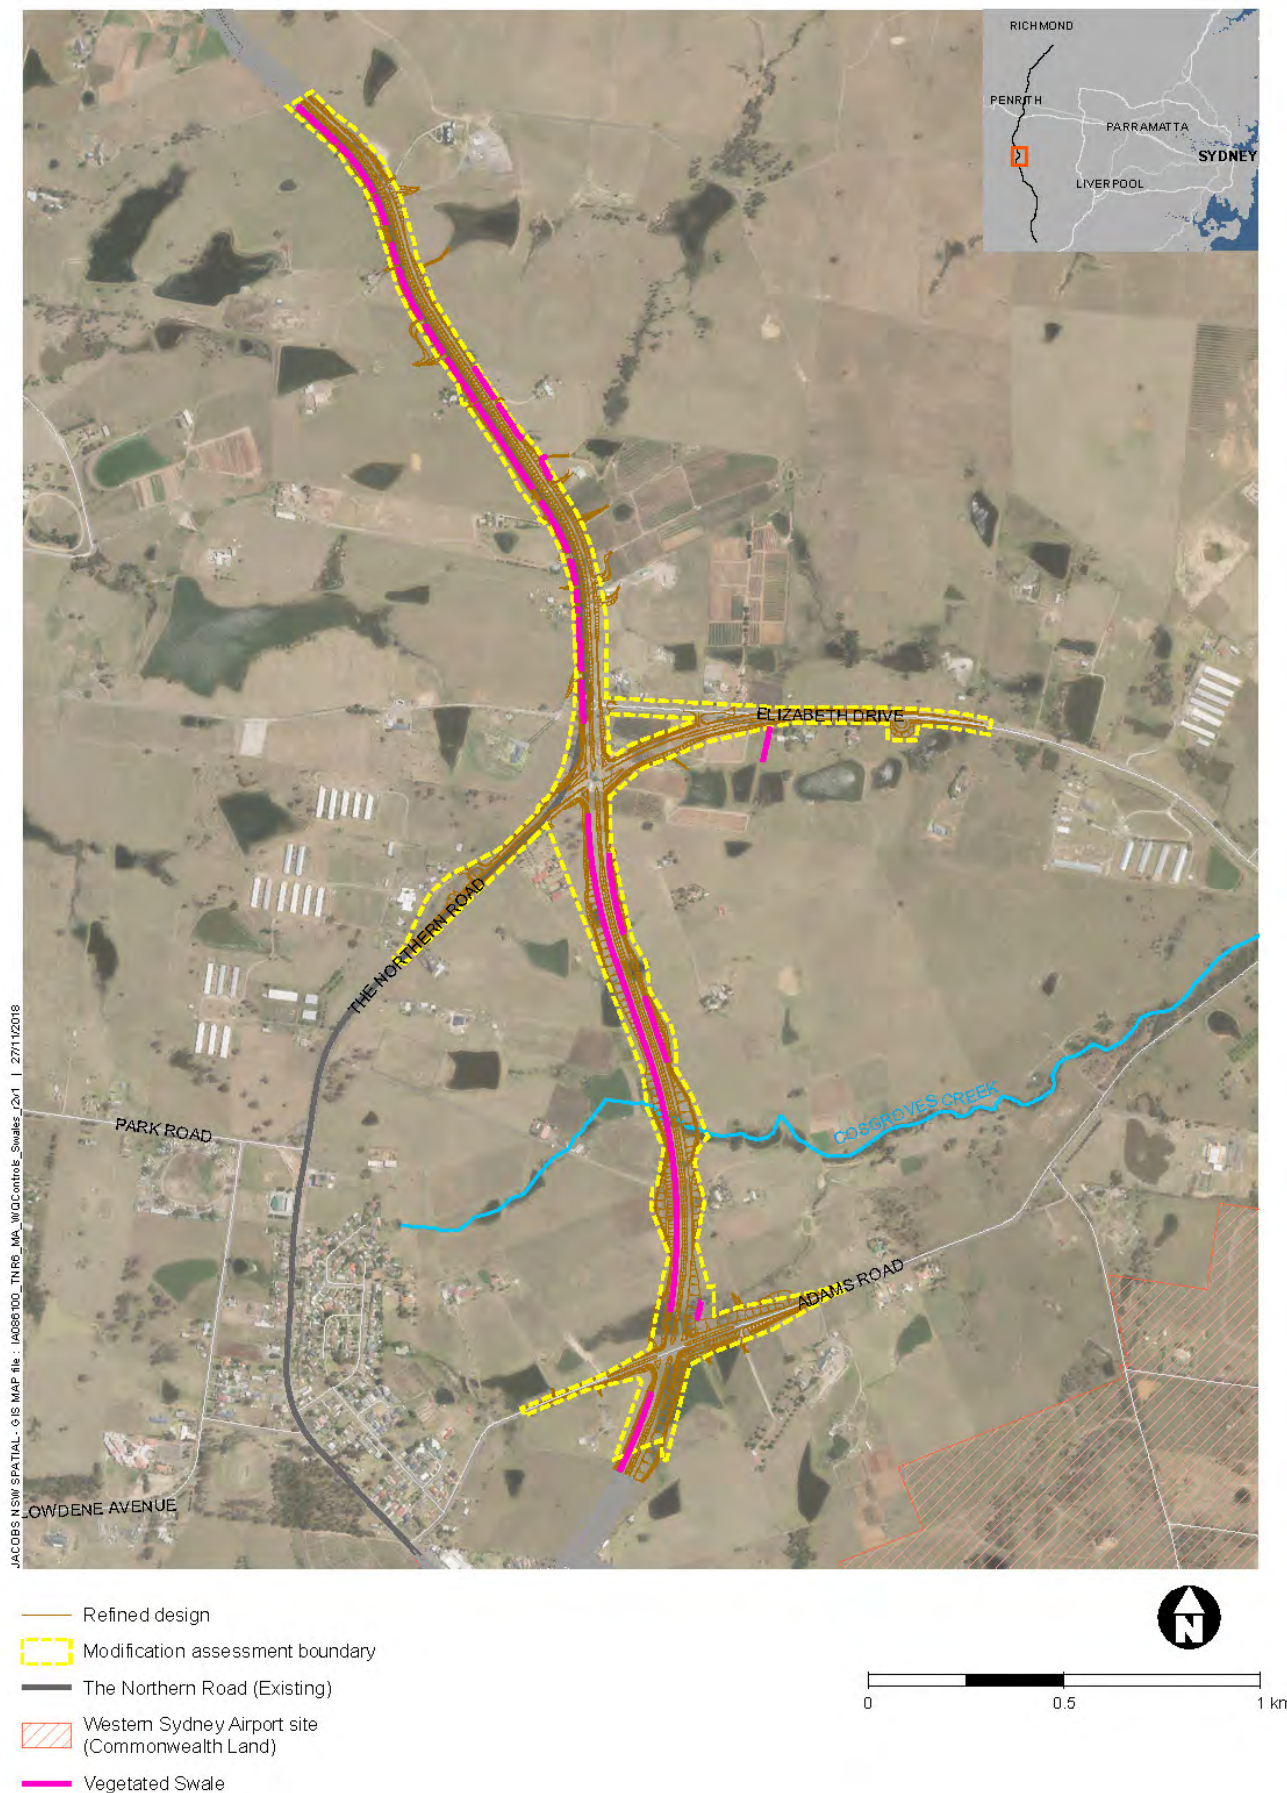 RICHMOND
PENRITH
PARRAMATTA
SYDNEY
LIVERPOOL
ELIZABETH DRIVE
THE NORTHERN ROAD
COSGROVES CREEK
PARK ROAD
ADAMS ROAD
LOWDENE AVENUE
JACOBS NSW SPATIAL - GIS MAP file : IA086100_TNR6_MA_WQControls_Swales_r2v1 | 27/11/2018
Refined design
Modification assessment boundary
The Northern Road (Existing)
Western Sydney Airport site
(Commonwealth Land)
Vegetated Swale
N
0 0.5 1 km